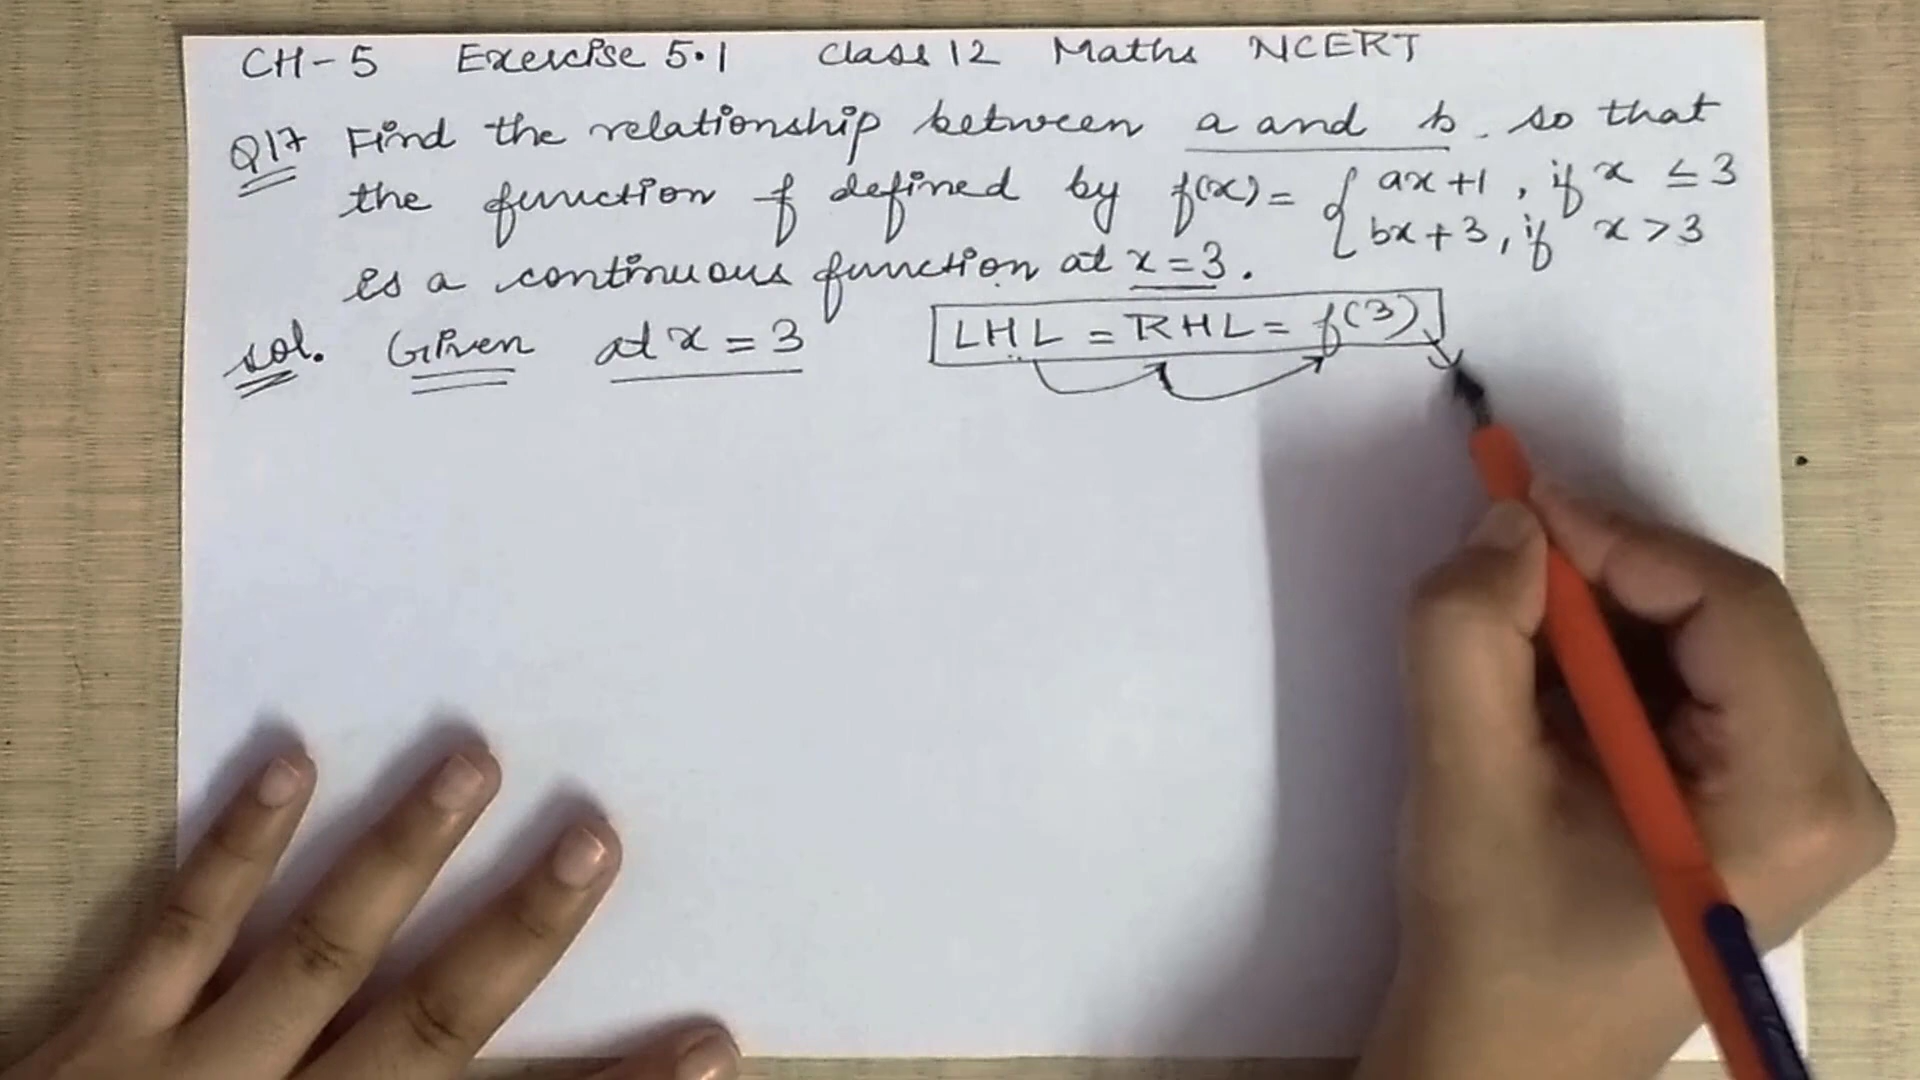 CH-5 Exercise 5.1 Class 12 Maths NCERT
Q17 Find the relationship between a and b so that
the function f defined by f(x) = { ax+1, if x ≤ 3
bx+3, if x > 3
is a continuous function at x=3.
sol. Given at x = 3 LHL = RHL = f(3)